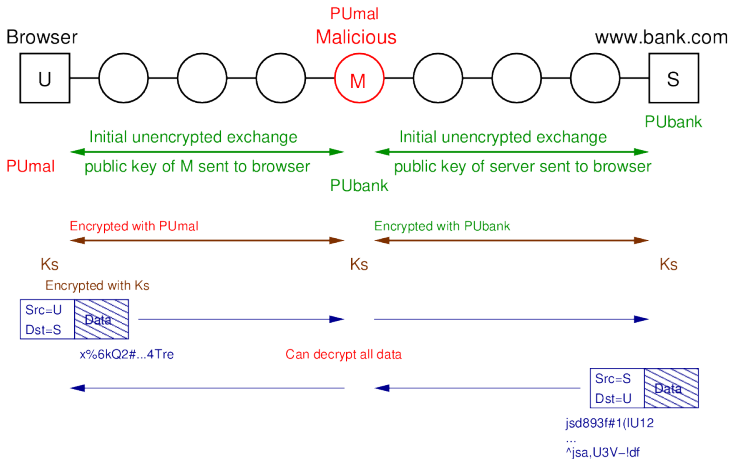 PUmal
Browser Malicious www.bank.com
U M S
PUbank
Initial unencrypted exchange Initial unencrypted exchange
PUmal public key of M sent to browser public key of server sent to browser
PUbank
Encrypted with PUmal Encrypted with PUbank
Ks Ks Ks
Encrypted with Ks
Src=U
Dst=S
Data
x%6kQ2#...4Tre Can decrypt all data
Src=S
Dst=U
Data
jsd893f#1(IU12
...
^jsa,U3V−!df